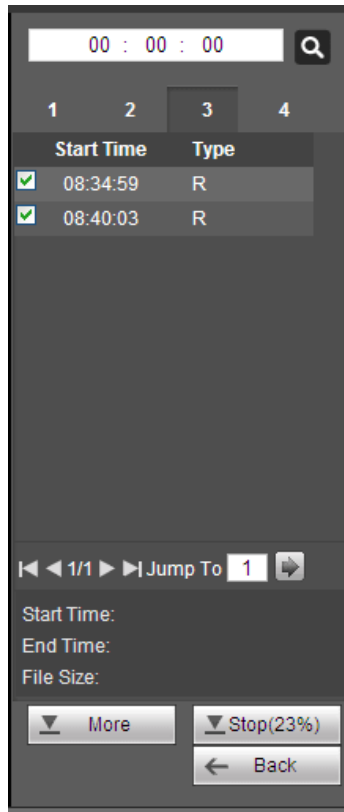 00 : 00 : 00
1 2 3 4
Start Time Type
08:34:59 R
08:40:03 R
1/1 Jump To 1
Start Time:
End Time:
File Size:
More Stop(23%)
Back